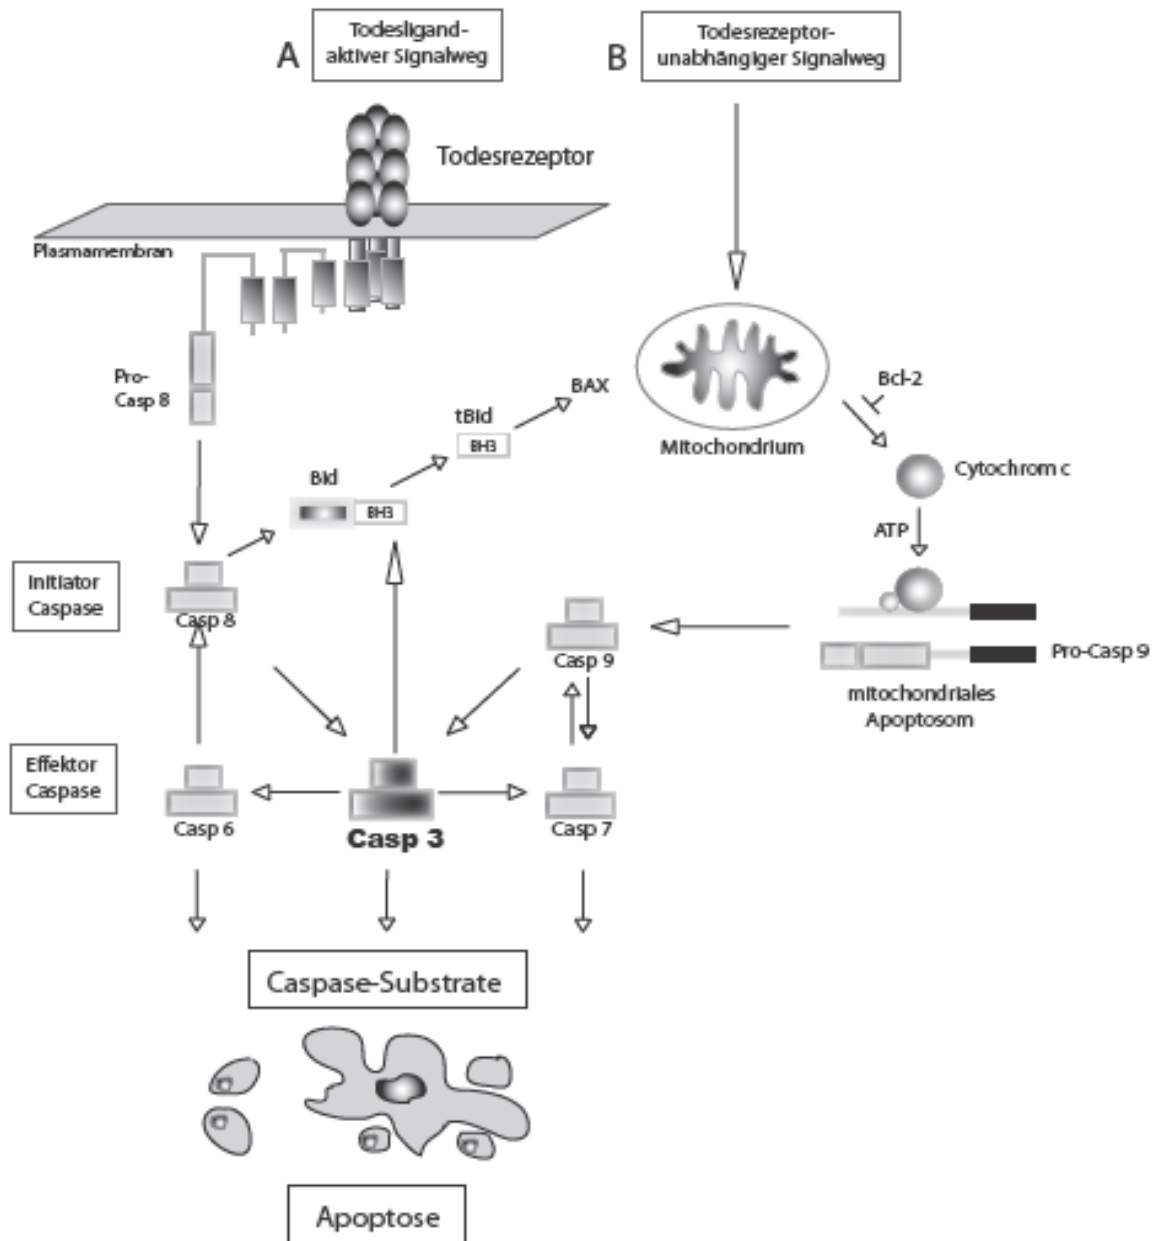 A
Todesligand-
aktiver Signalweg
B
Todesrezeptor-
unabhängiger Signalweg
Todesrezeptor
Plasmamembran
Pro-
Casp 8
BAX
Bcl-2
tBid
BH3
Mitochondrium
Cytochrom c
Bid
BH3
ATP
Initiator
Caspase
Casp 8
Casp 9
Pro-Casp 9
mitochondriales
Apoptosom
Effektor
Caspase
Casp 6
Casp 3
Casp 7
Caspase-Substrate
Apoptose